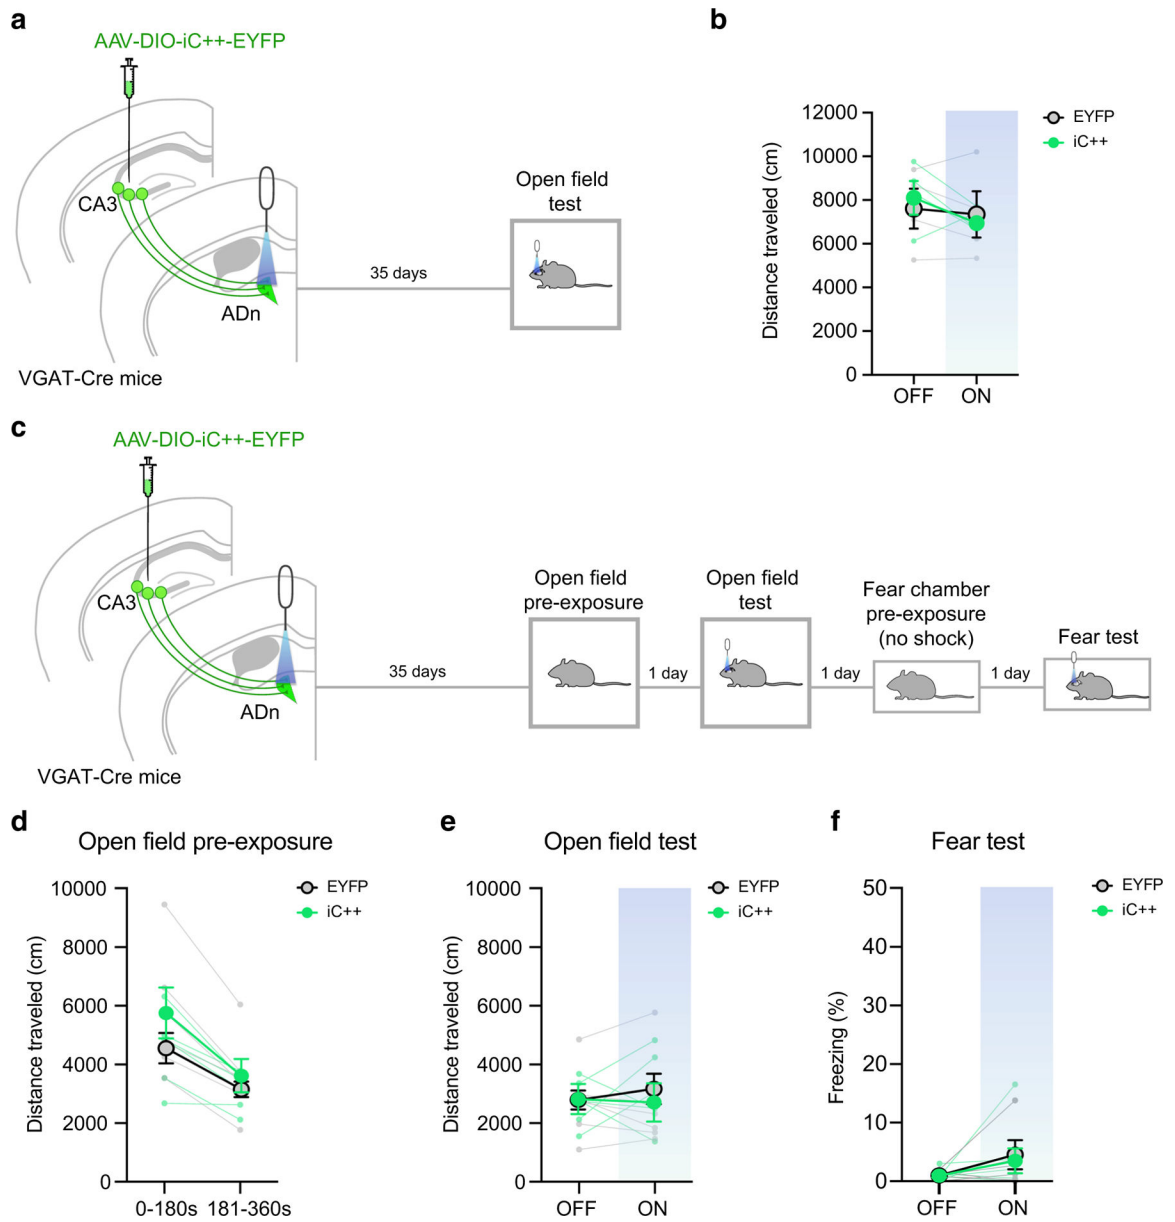 a
AAV-DIO-iC++-EYFP
CA3
ADn
VGAT-Cre mice
35 days
Open field
test
b
Distance traveled (cm)
12000
10000
8000
6000
4000
2000
0
OFF
ON
EYFP
iC++
c
AAV-DIO-iC++-EYFP
CA3
ADn
VGAT-Cre mice
35 days
Open field
pre-exposure
1 day
Open field
test
1 day
Fear chamber
pre-exposure
(no shock)
1 day
Fear test
d
Open field pre-exposure
Distance traveled (cm)
10000
8000
6000
4000
2000
0
0-180s
181-360s
EYFP
iC++
e
Open field test
Distance traveled (cm)
10000
8000
6000
4000
2000
0
OFF
ON
EYFP
iC++
f
Fear test
Freezing (%)
50
40
30
20
10
0
OFF
ON
EYFP
iC++